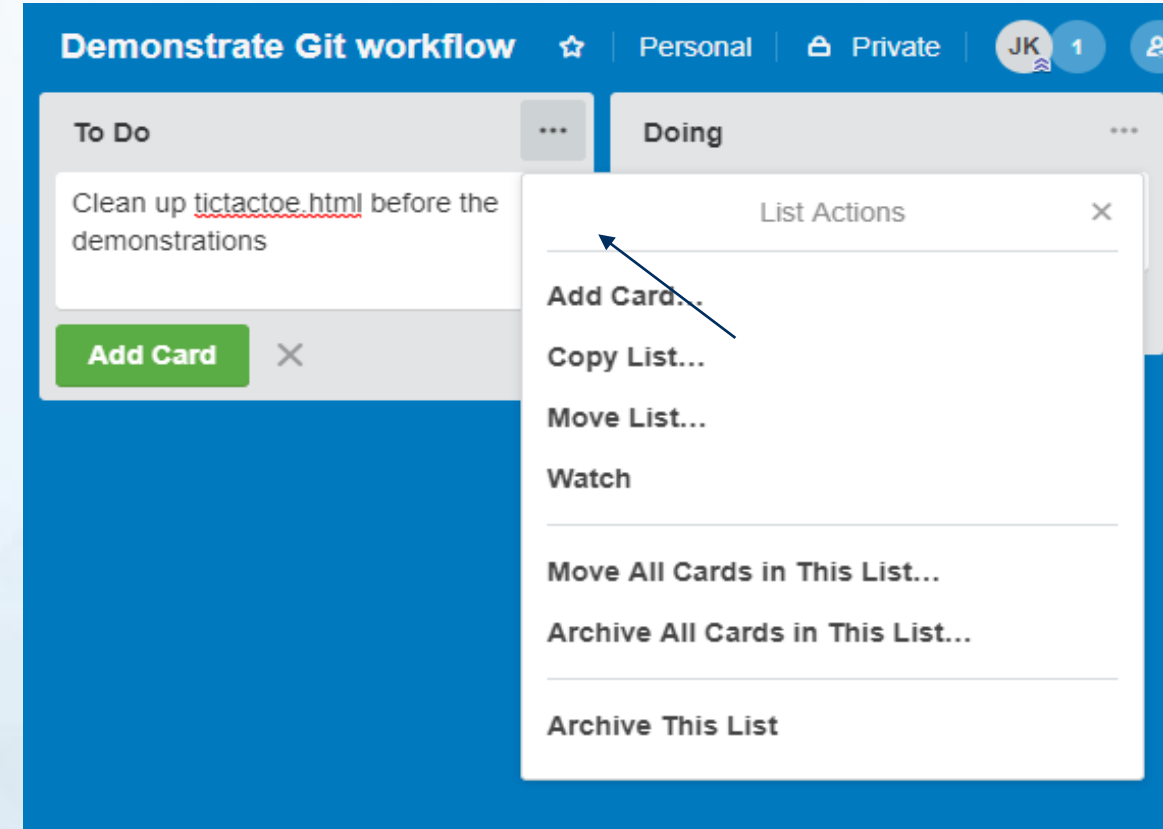 Demonstrate Git workflow Personal Private JK 1
To Do ... Doing ...
Clean up tictactoe.html before the
demonstrations
Add Card
List Actions
Add Card...
Copy List...
Move List...
Watch
Move All Cards in This List...
Archive All Cards in This List...
Archive This List